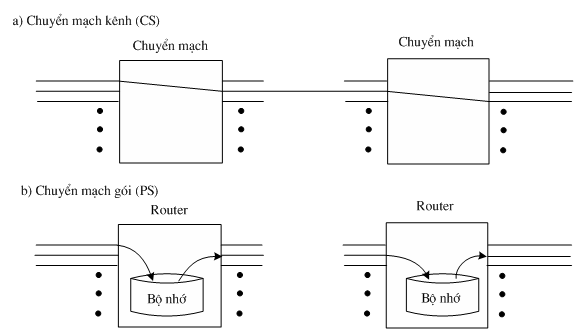 a) Chuyển mạch kênh (CS)
Chuyển mạch
Chuyển mạch
b) Chuyển mạch gói (PS)
Router
Router
Bộ nhớ
Bộ nhớ